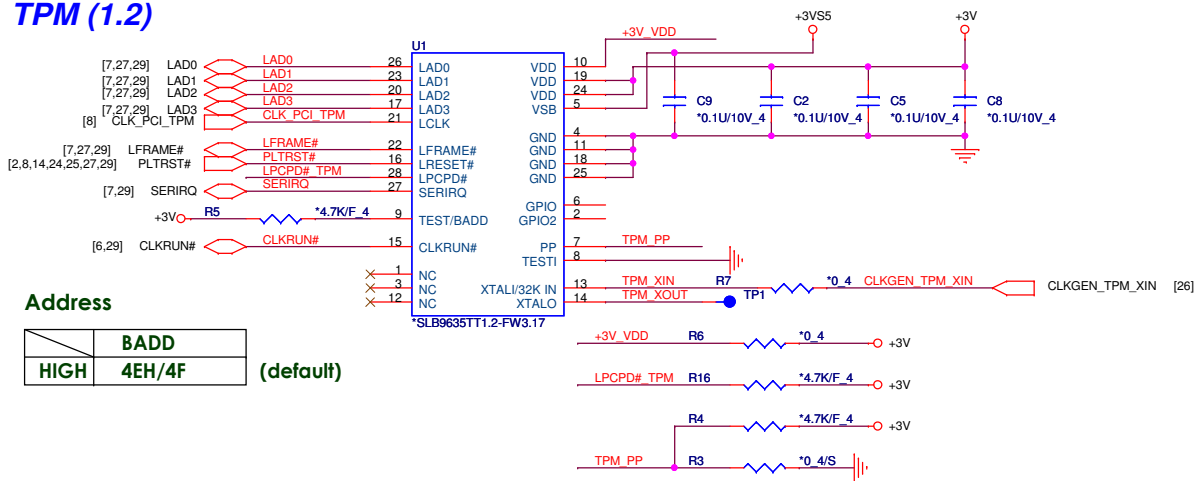 TPM (1.2)
+3VS5 +3V
U1 +3V_VDD
[7,27,29] LAD0 LAD0 26 LAD0 VDD 10
[7,27,29] LAD1 LAD1 23 LAD1 VDD 19
[7,27,29] LAD2 LAD2 20 LAD2 VDD 24
[7,27,29] LAD3 LAD3 17 LAD3 VSB 5
[8] CLK_PCI_TPM CLK_PCI_TPM 21 LCLK
C9 C2 C5 C8
*0.1U/10V_4 *0.1U/10V_4 *0.1U/10V_4 *0.1U/10V_4
GND 4
[7,27,29] LFRAME# LFRAME# 22 LFRAME# GND 11
[2,8,14,24,25,27,29] PLTRST# PLTRST# 16 LRESET# GND 18
LPCPD#_TPM 28 LPCPD# GND 25
[7,29] SERIRQ SERIRQ 27 SERIRQ
GPIO 6
+3V R5 *4.7K/F_4 9 TEST/BADD GPIO2 2
[6,29] CLKRUN# CLKRUN# 15 CLKRUN# PP 7 TPM_PP
TESTI 8
1 NC
3 NC XTALI/32K IN 13 TPM_XIN R7 *0_4 CLKGEN_TPM_XIN CLKGEN_TPM_XIN [26]
12 NC XTALO 14 TPM_XOUT TP1
*SLB9635TT1.2-FW3.17
Address
BADD
HIGH 4EH/4F (default)
+3V_VDD R6 *0_4 +3V
LPCPD#_TPM R16 *4.7K/F_4 +3V
R4 *4.7K/F_4 +3V
TPM_PP R3 *0_4/S